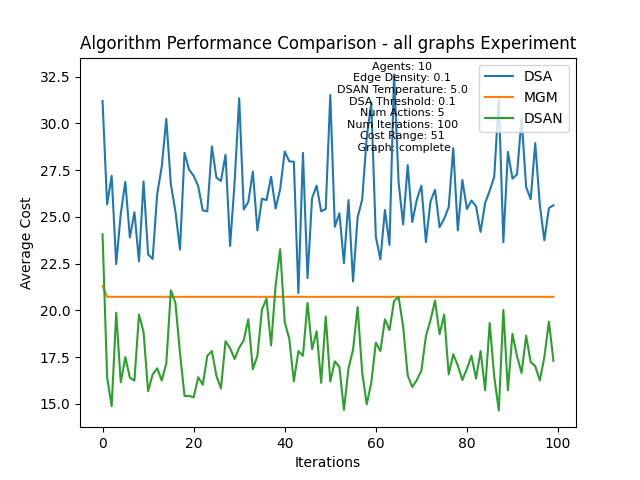 Algorithm Performance Comparison - all graphs Experiment
Agents: 10
Edge Density: 0.1
DSAN Temperature: 5.0
DSA Threshold: 0.1
Num Actions: 5
Num Iterations: 100
Cost Range: 51
Graph: complete
DSA
MGM
DSAN
Average Cost
32.5
30.0
27.5
25.0
22.5
20.0
17.5
15.0
0
20
40
60
80
100
Iterations